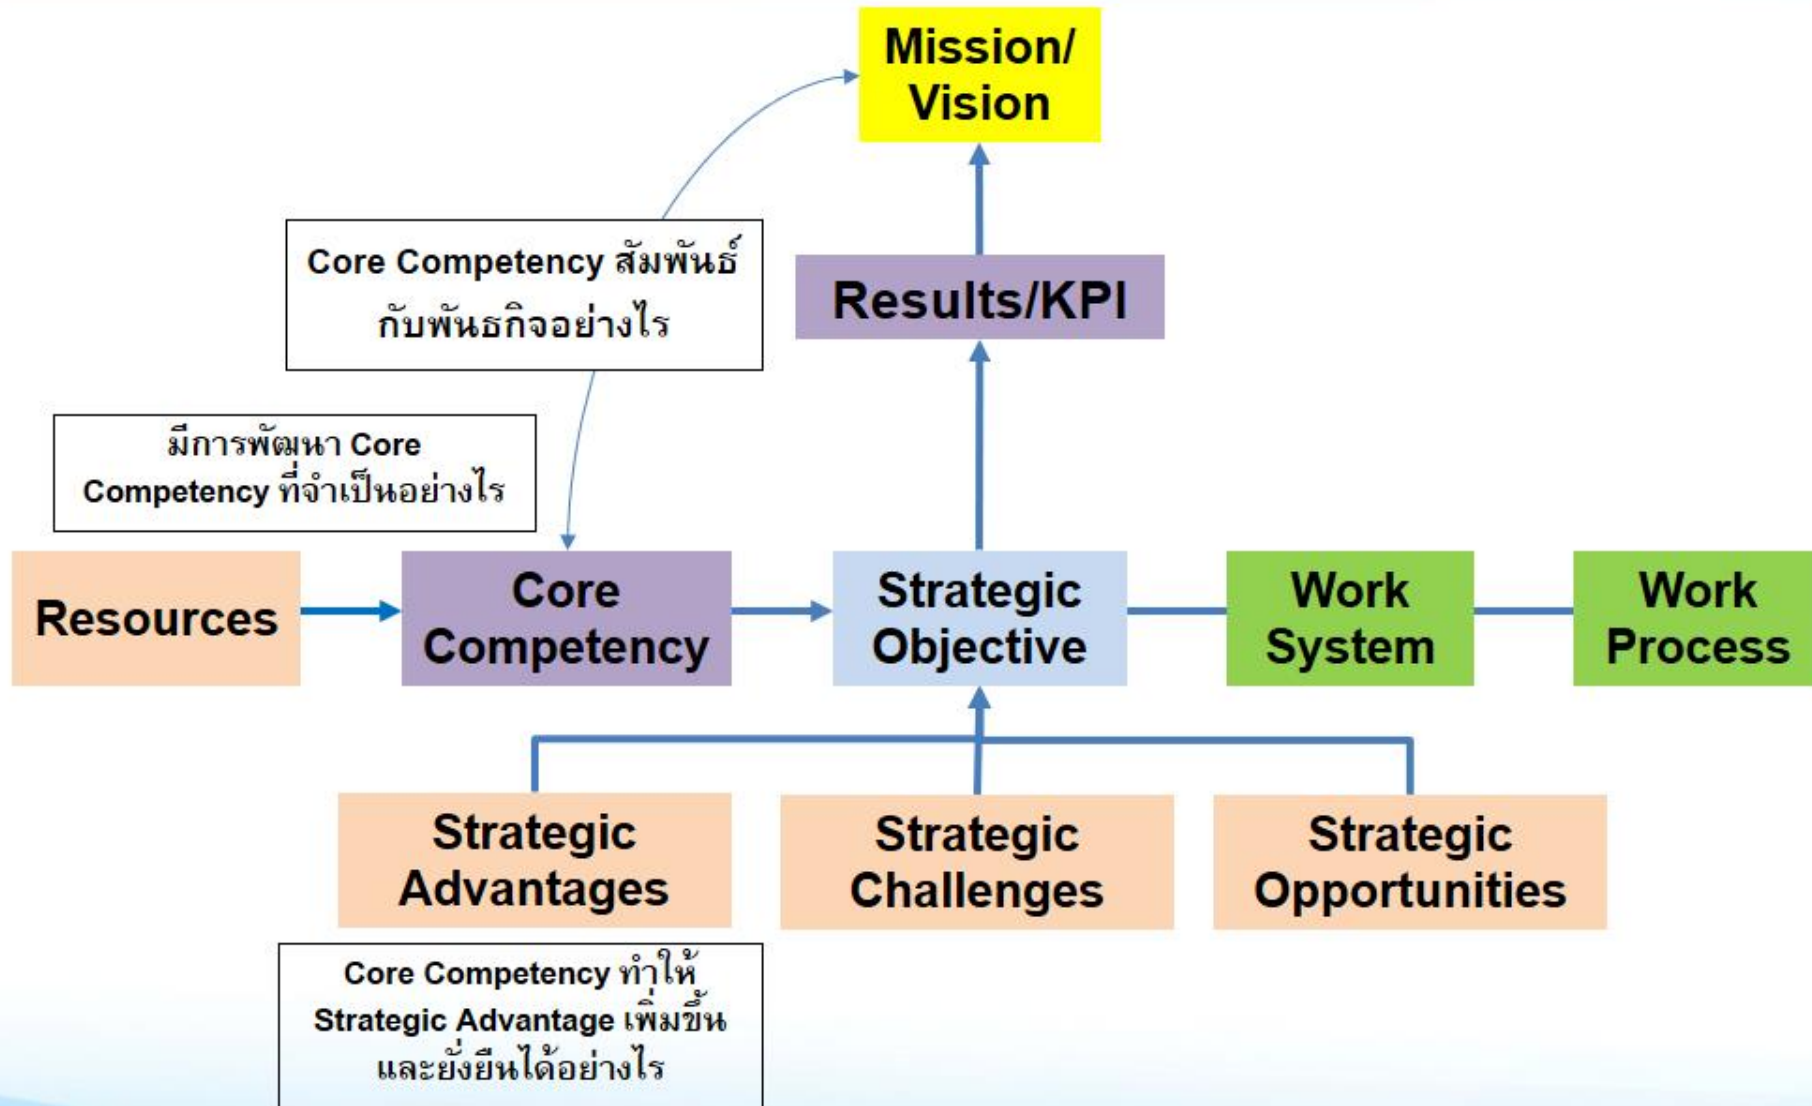 Mission/
Vision
Core Competency สัมพันธ์
กับพันธกิจอย่างไร
Results/KPI
มีการพัฒนา Core
Competency ที่จำเป็นอย่างไร
Resources
Core
Competency
Strategic
Objective
Work
System
Work
Process
Strategic
Advantages
Strategic
Challenges
Strategic
Opportunities
Core Competency ทำให้
Strategic Advantage เพิ่มขึ้น
และยั่งยืนได้อย่างไร